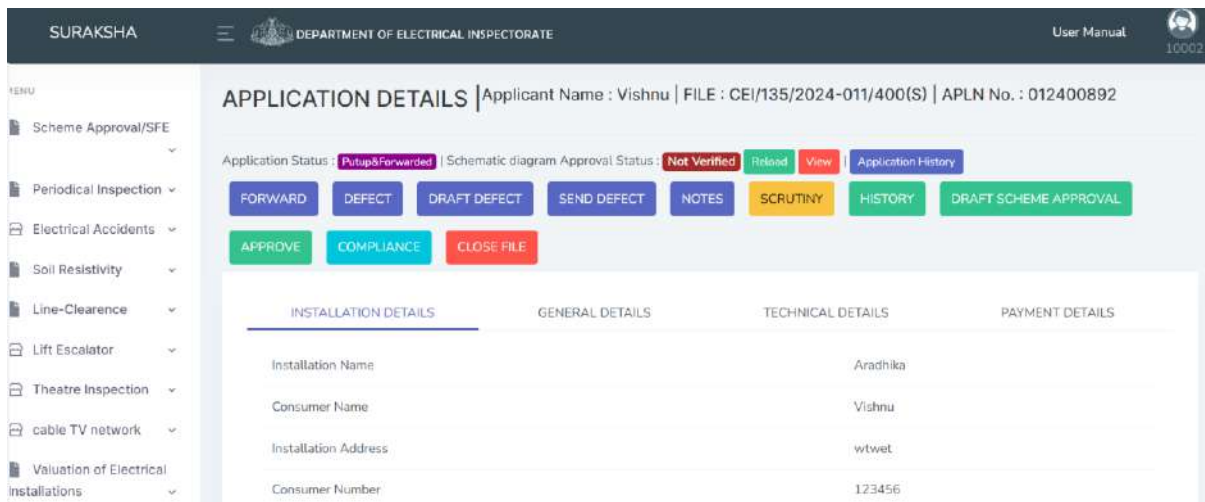 SURAKSHA
DEPARTMENT OF ELECTRICAL INSPECTORATE
User Manual
10002
MENU
Scheme Approval/SFE
Periodical Inspection
Electrical Accidents
Soil Resistivity
Line-Clearence
Lift Escalator
Theatre Inspection
cable TV network
Valuation of Electrical
Installations
APPLICATION DETAILS |Applicant Name : Vishnu | FILE : CEI/135/2024-011/400(S) | APLN No. : 012400892
Application Status : Putup&Forwarded | Schematic diagram Approval Status : Not Verified Reload View | Application History
FORWARD DEFECT DRAFT DEFECT SEND DEFECT NOTES SCRUTINY HISTORY DRAFT SCHEME APPROVAL
APPROVE COMPLIANCE CLOSE FILE
INSTALLATION DETAILS GENERAL DETAILS TECHNICAL DETAILS PAYMENT DETAILS
Installation Name Aradhika
Consumer Name Vishnu
Installation Address wtwet
Consumer Number 123456